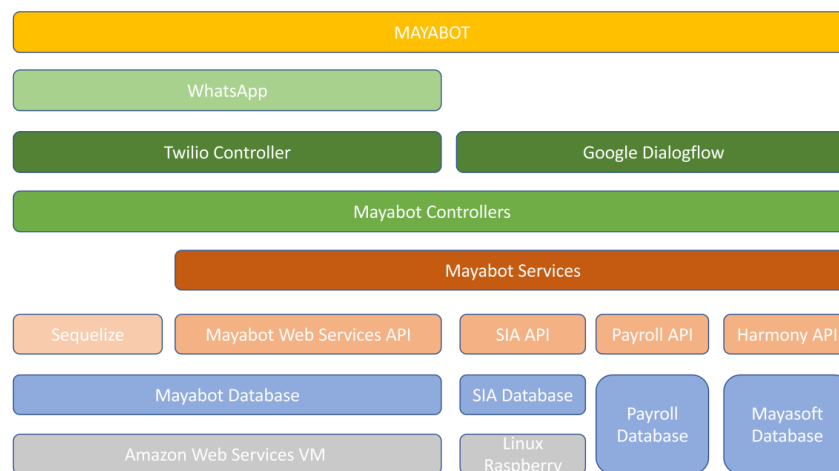 MAYABOT
WhatsApp
Twilio Controller
Google Dialogflow
Mayabot Controllers
Mayabot Services
Sequelize
Mayabot Web Services API
SIA API
Payroll API
Harmony API
Mayabot Database
SIA Database
Payroll
Database
Mayasoft
Database
Amazon Web Services VM
Linux
Raspberry